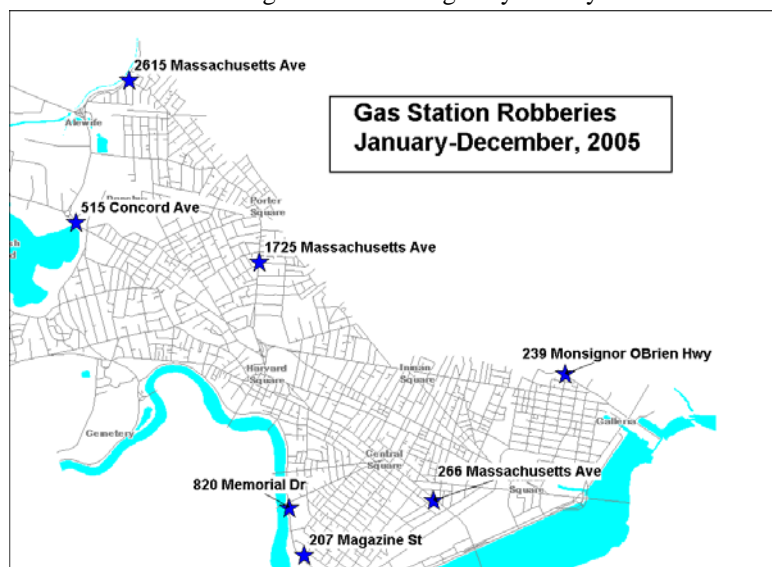 2615 Massachusetts Ave
Gas Station Robberies
January-December, 2005
Alewife
515 Concord Ave
Porter
Square
1725 Massachusetts Ave
239 Monsignor OBrien Hwy
Harvard
Square
Inman
Square
Galleria
Cemetery
Central
Square
266 Massachusetts Ave
Square
820 Memorial Dr
207 Magazine St